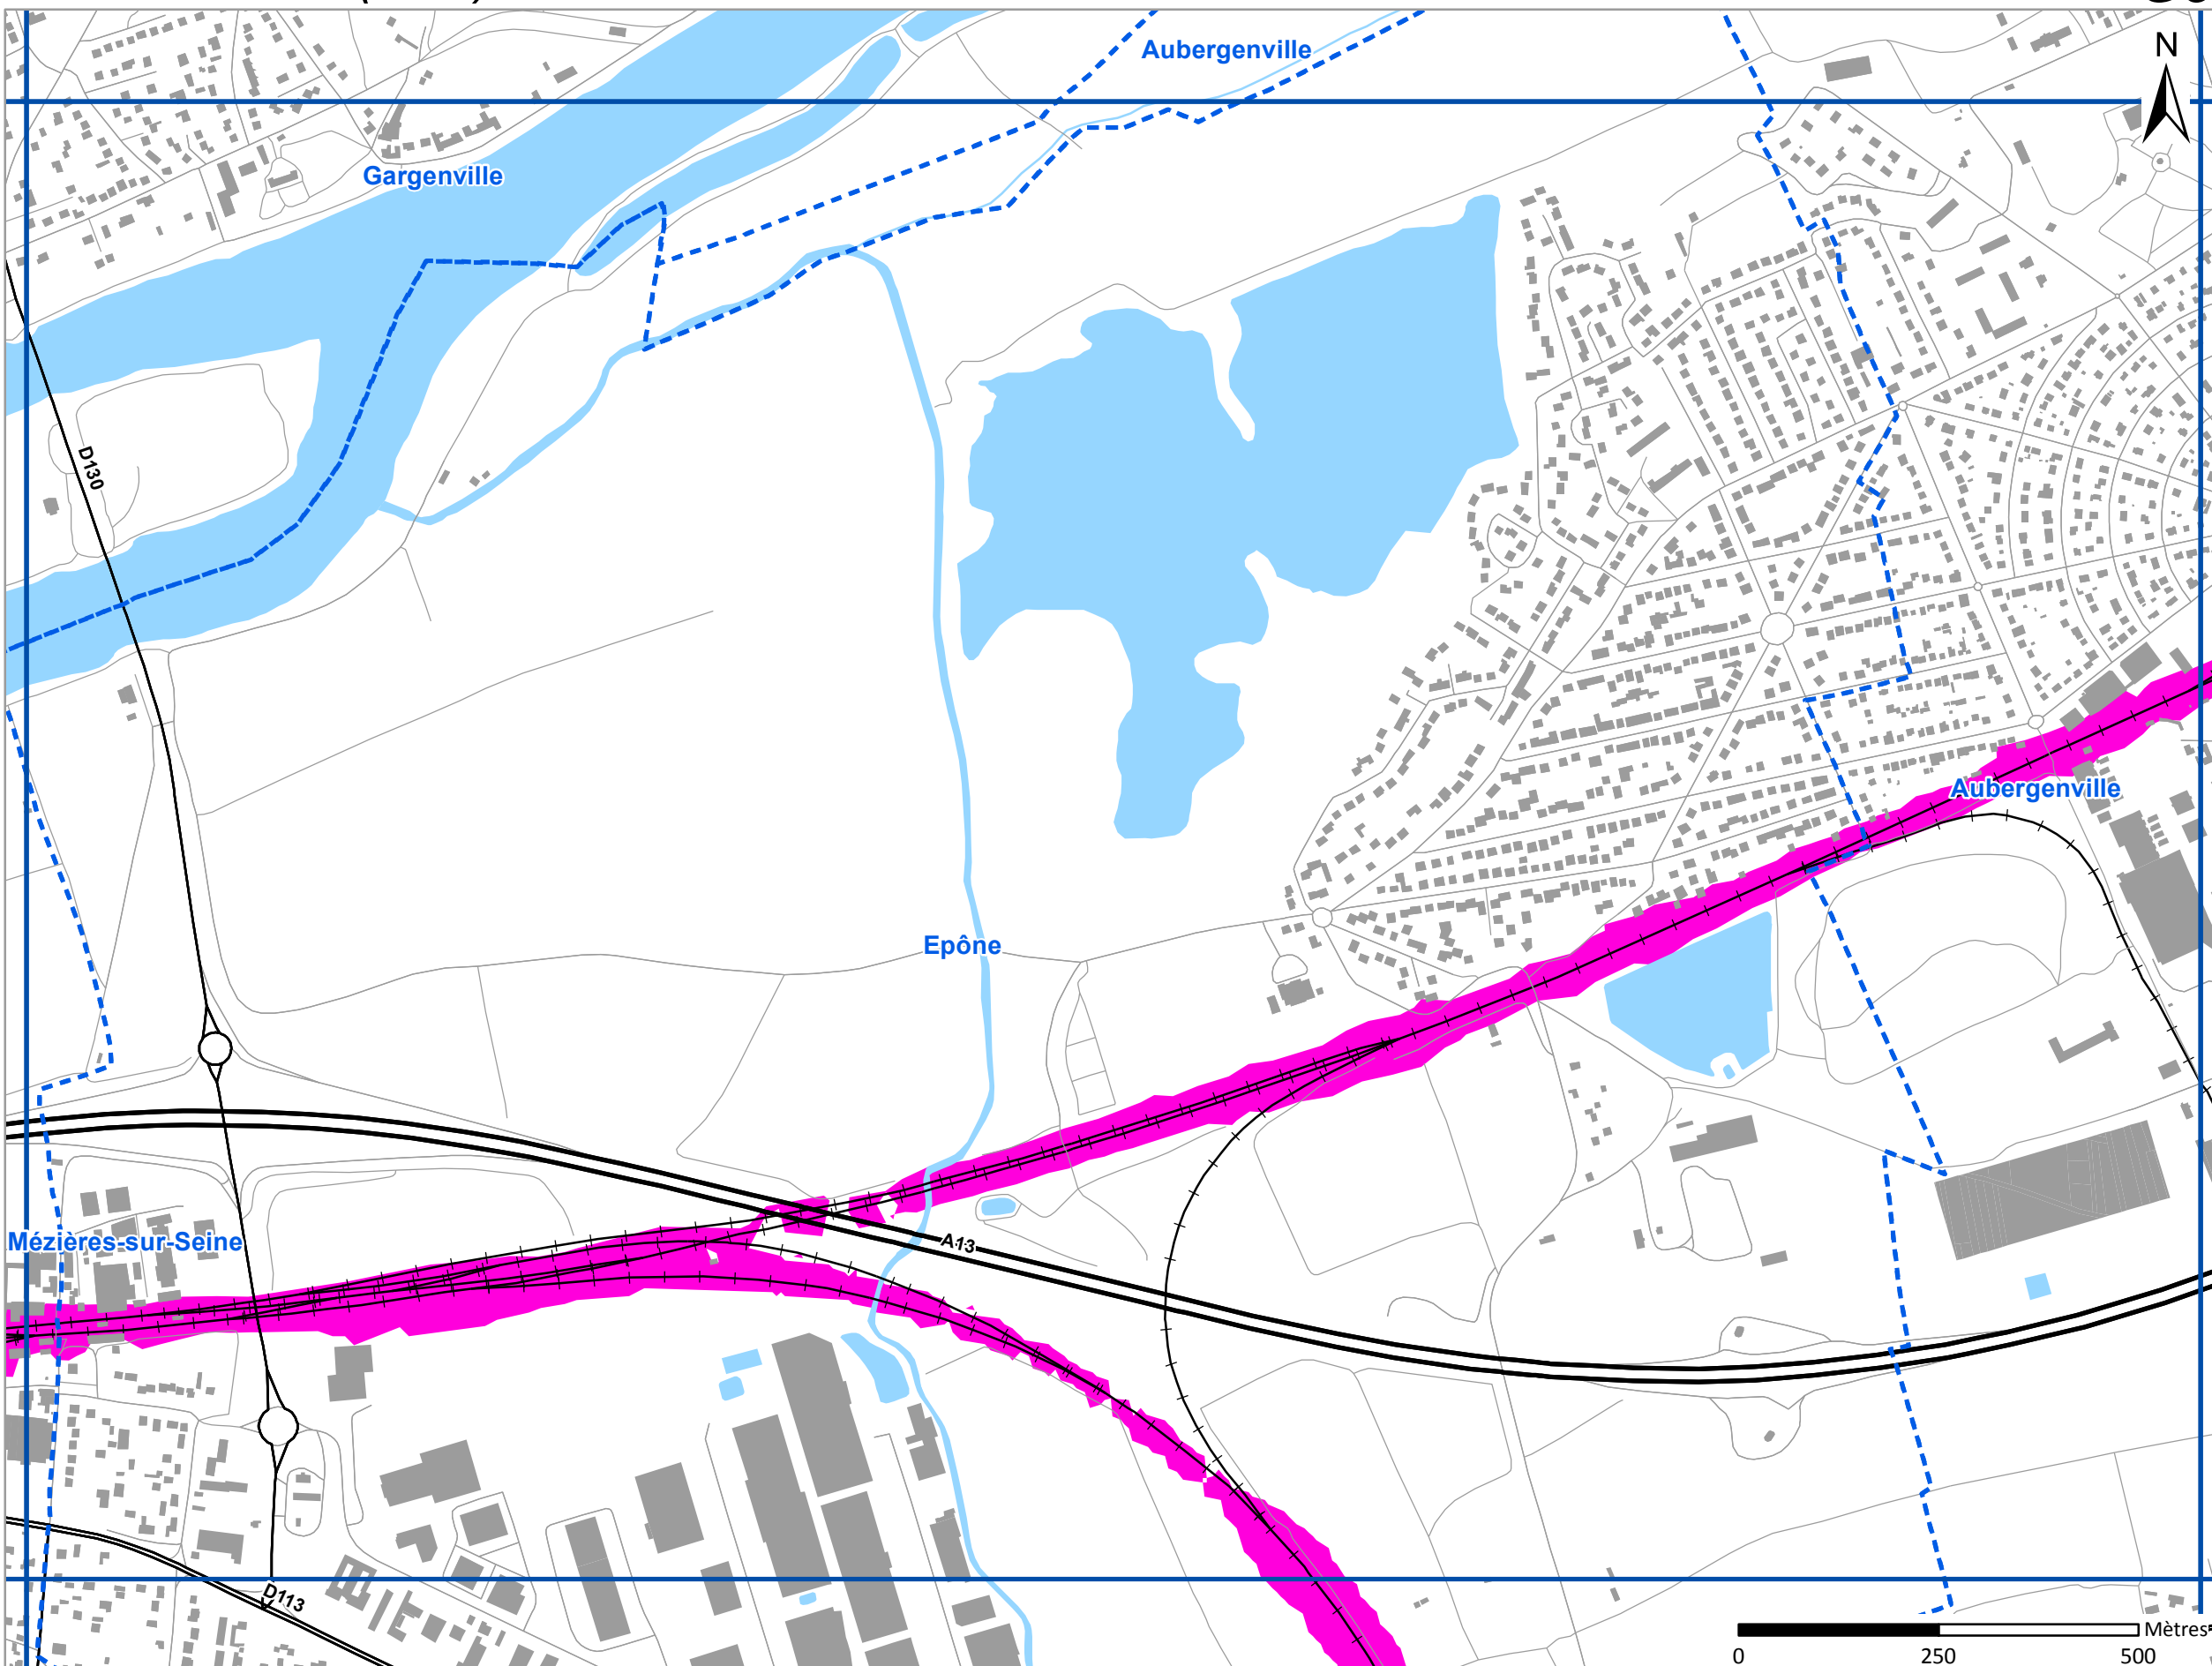 Aubergenville
N
Gargenville
D130
Aubergenville
Epône
A13
Mézières-sur-Seine
D113
Mètres
0 250 500